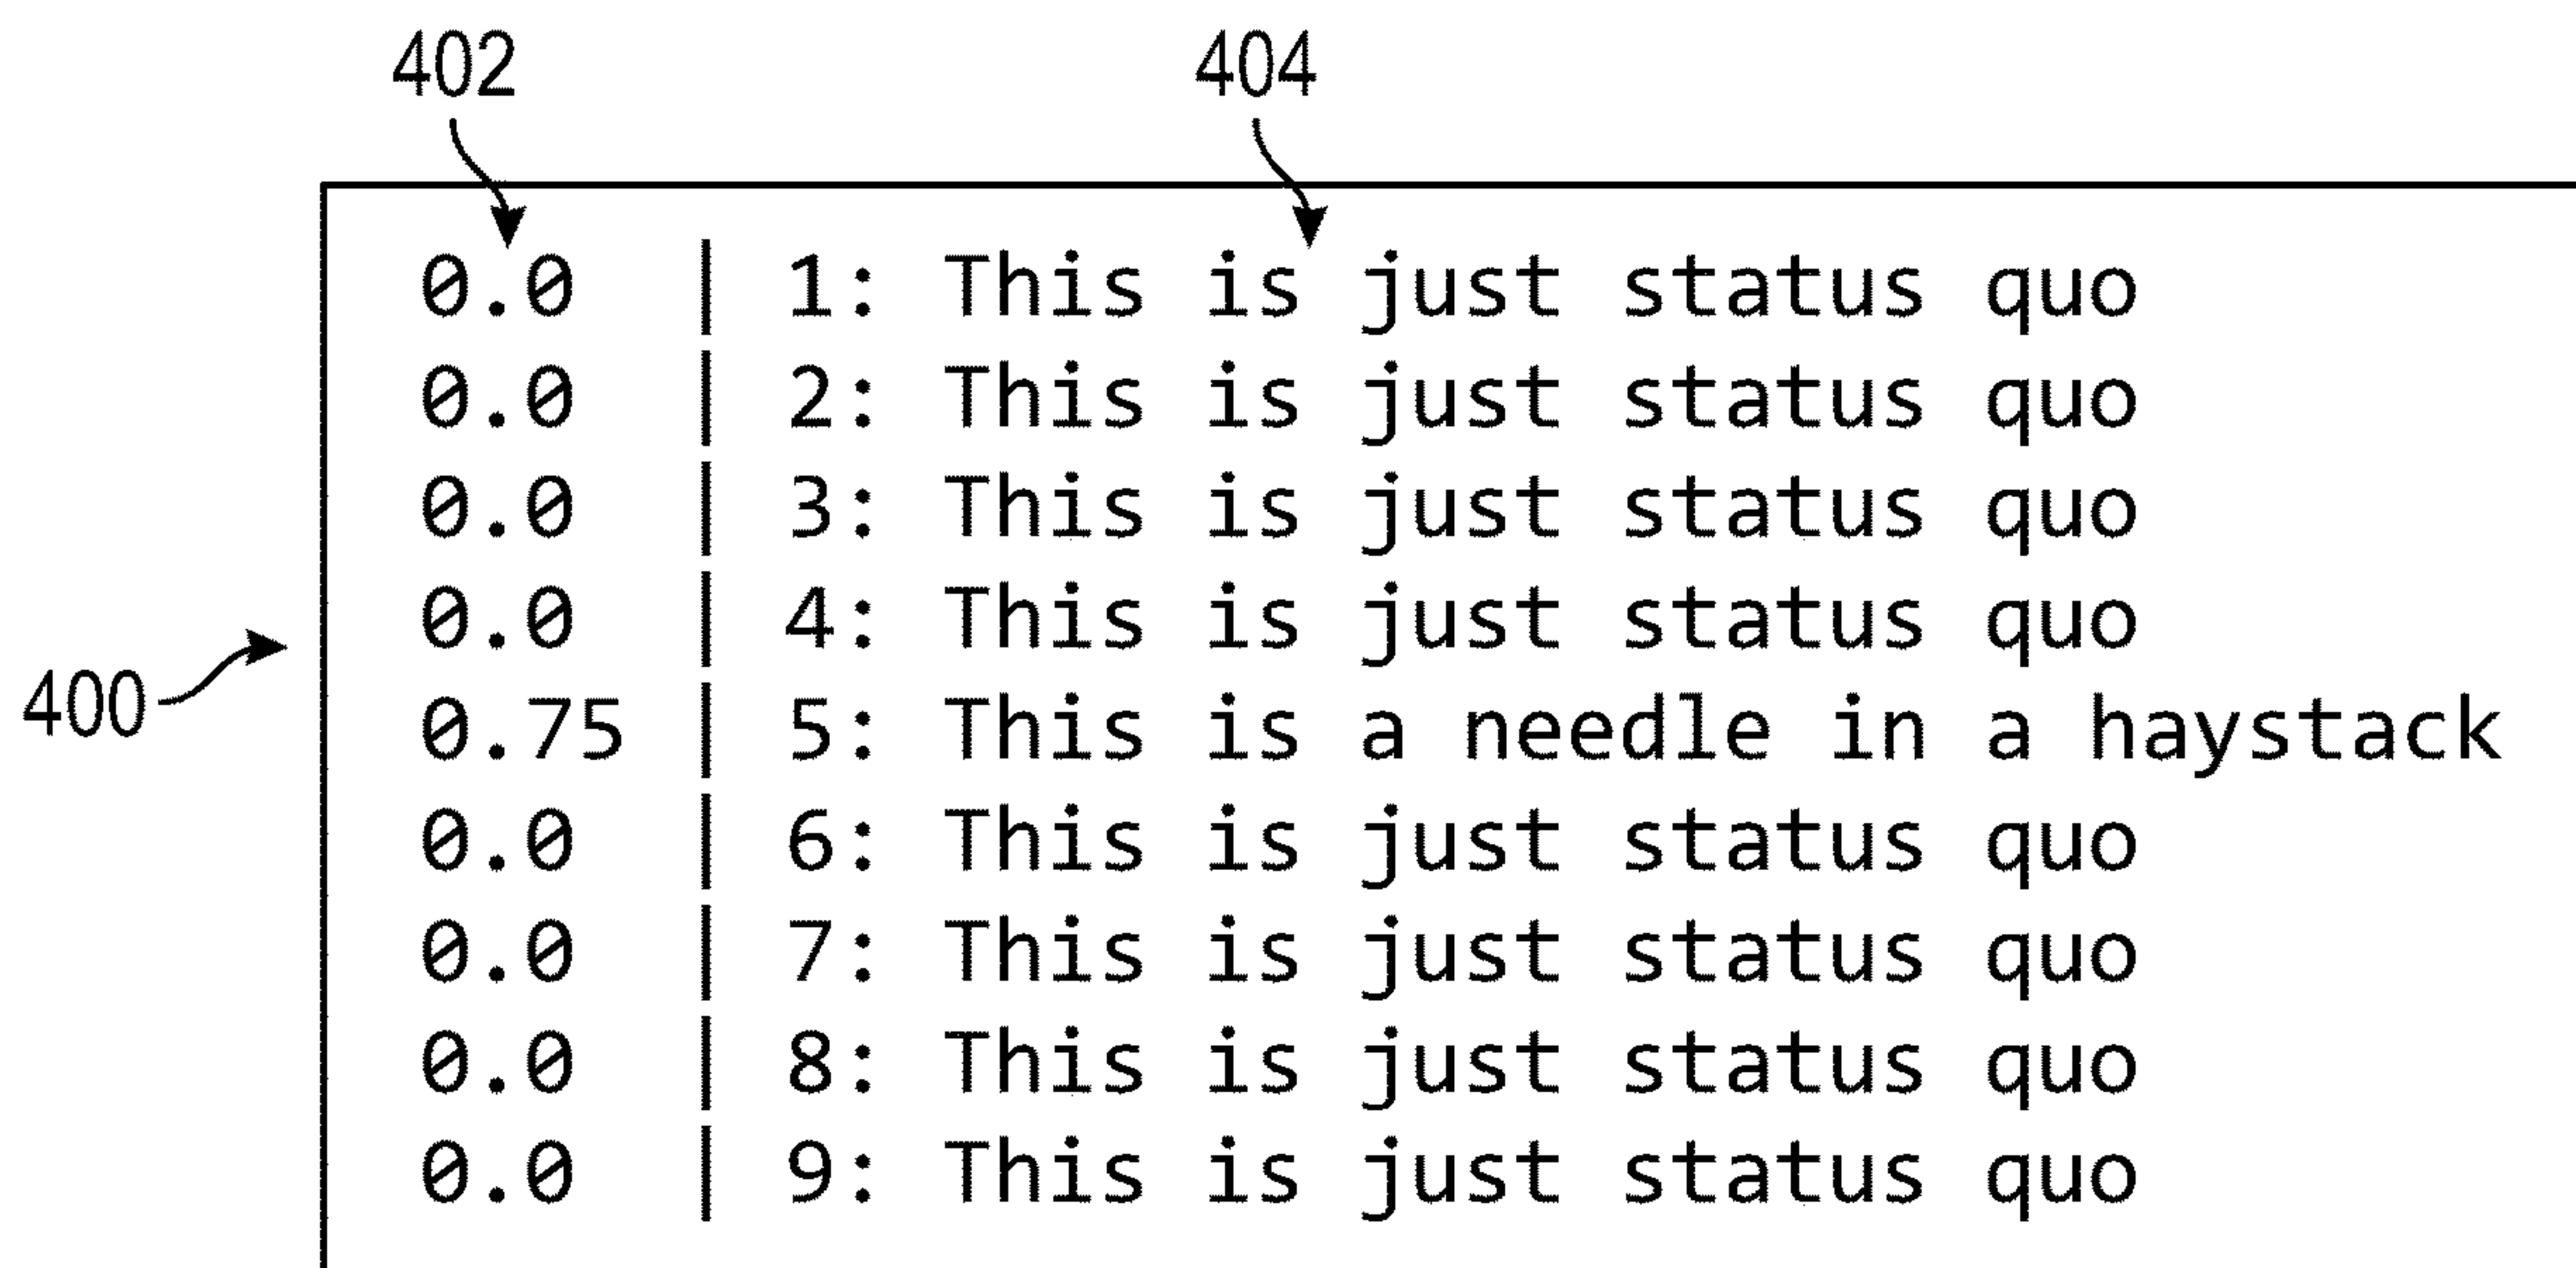 402 404
0.0 | 1: This is just status quo
0.0 | 2: This is just status quo
0.0 | 3: This is just status quo
0.0 | 4: This is just status quo
400
0.75 | 5: This is a needle in a haystack
0.0 | 6: This is just status quo
0.0 | 7: This is just status quo
0.0 | 8: This is just status quo
0.0 | 9: This is just status quo